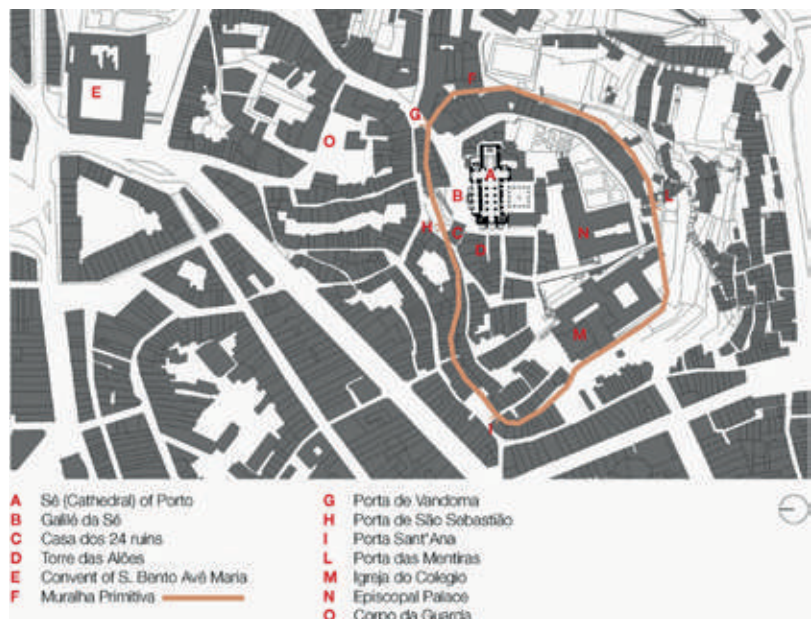 F
E
G
O
A
B
L
H
C
N
D
M
I
A Sé (Cathedral) of Porto
B Galilé da Sé
C Casa dos 24 ruins
D Torre das Alões
E Convent of S. Bento Avé Maria
F Muralha Primitiva
G Porta de Vandoma
H Porta de São Sebastião
I Porta Sant'Ana
L Porta das Mentiras
M Igreja do Colegio
N Episcopal Palace
O Corpo da Guarda